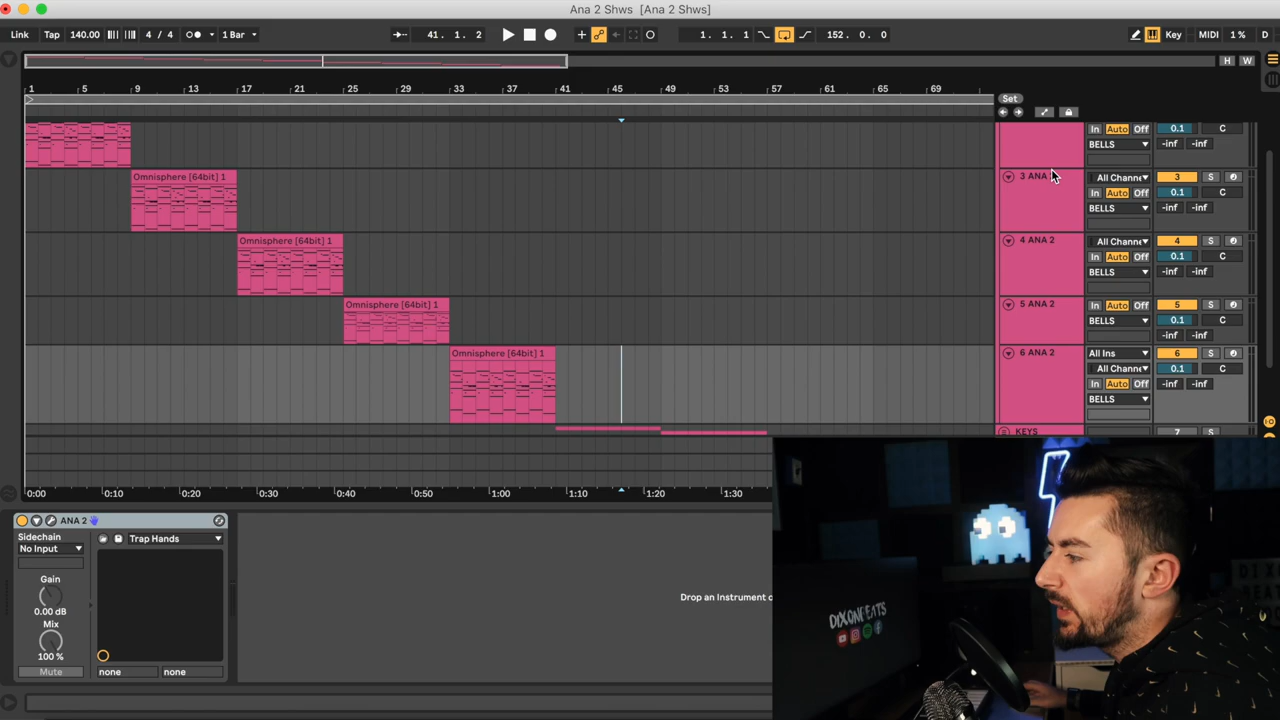 Ana 2 Shws [Ana 2 Shws]
Link Tap 140.00 4 / 4 1 Bar 41. 1. 2 1. 1. 1 152. 0. 0 Key MIDI 1 % D
H W
1 5 9 13 17 21 25 29 33 37 41 45 49 53 57 61 65 69
Set
In Auto Off 0.1 C
BELLS -inf -inf
Omnisphere [64bit] 1 3 ANA All Channe 3 S
In Auto Off 0.1 C
BELLS -inf -inf
Omnisphere [64bit] 1 4 ANA 2 All Channe 4 S
In Auto Off 0.1 C
BELLS -inf -inf
Omnisphere [64bit] 1 5 ANA 2 In Auto Off 5 S
BELLS 0.1 C
-inf -inf
Omnisphere [64bit] 1 6 ANA 2 All Ins 6 S
All Channe 0.1 C
In Auto Off -inf -inf
BELLS
KEYS 7 S
0:00 0:10 0:20 0:30 0:40 0:50 1:00 1:10 1:20 1:30
ANA 2
Sidechain Trap Hands
No Input
Gain
0.00 dB
Drop an Instrument o
Mix
100 %
Mute none none
DIXONBEATS